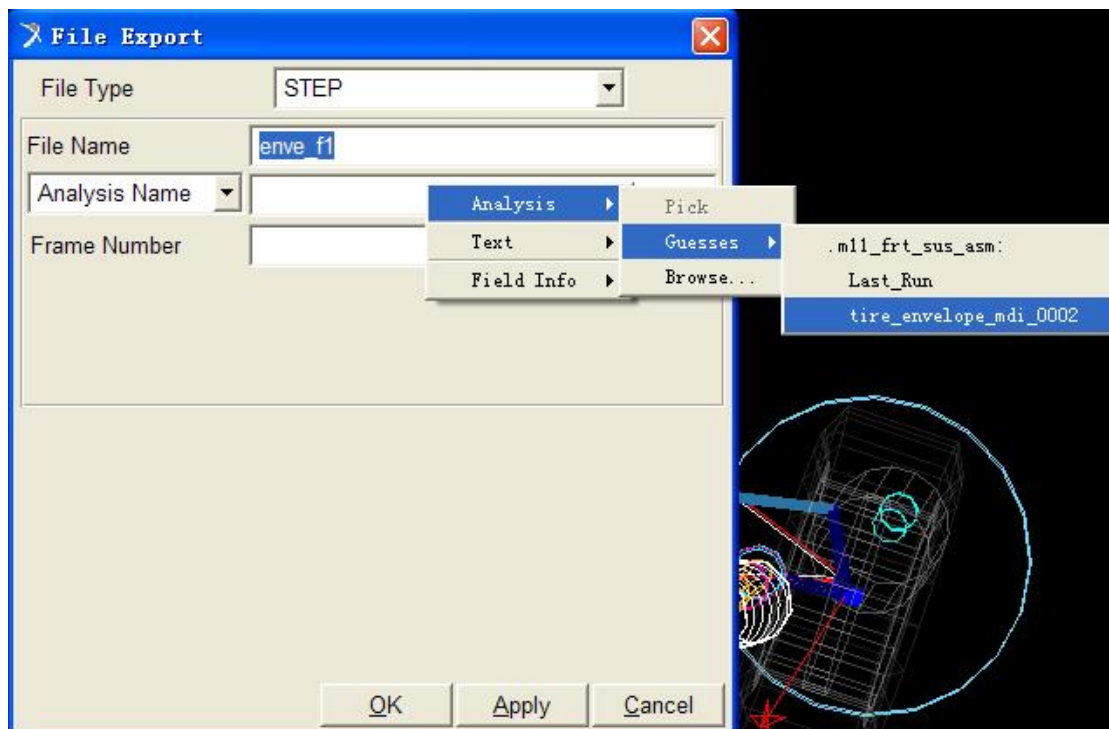 File Export
File Type STEP
File Name enve_f1
Analysis Name Analysis Pick
Frame Number Text Guesses .m11_frt_sus_asm:
Field Info Browse... Last_Run
tire_envelope_mdi_0002
OK Apply Cancel